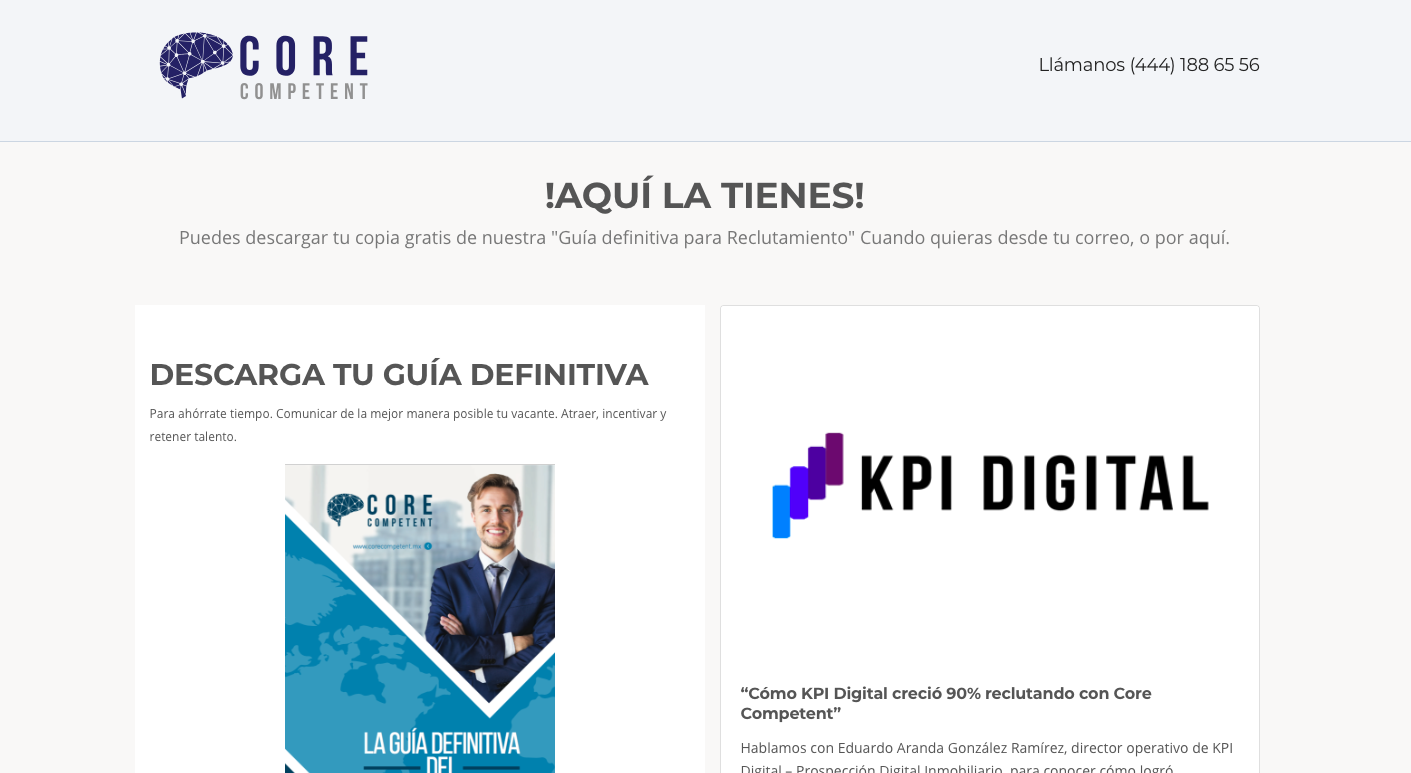 CORE
COMPETENT
Llámanos (444) 188 65 56
!AQUÍ LA TIENES!
Puedes descargar tu copia gratis de nuestra "Guía definitiva para Reclutamiento" Cuando quieras desde tu correo, o por aquí.
DESCARGA TU GUÍA DEFINITIVA
Para ahórrate tiempo. Comunicar de la mejor manera posible tu vacante. Atraer, incentivar y
retener talento.
CORE
COMPETENT
www.corecompetent.mx
LA GUÍA DEFINITIVA
DEL
KPI DIGITAL
“Cómo KPI Digital creció 90% reclutando con Core
Competent”
Hablamos con Eduardo Aranda González Ramírez, director operativo de KPI
Digital – Prospección Digital Inmobiliario, para conocer cómo logró